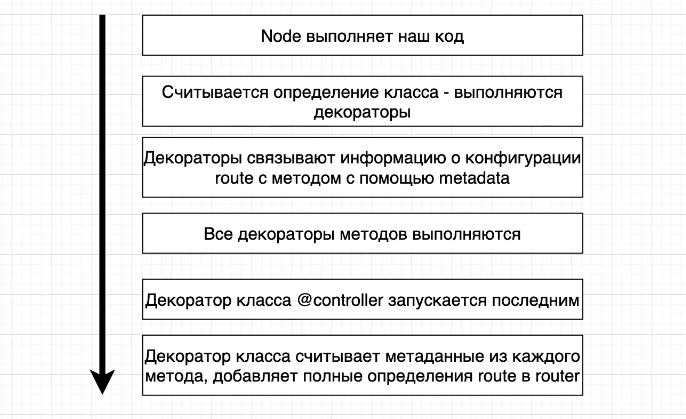 Node выполняет наш код
Считывается определение класса - выполняются
декораторы
Декораторы связывают информацию о конфигурации
route с методом с помощью metadata
Все декораторы методов выполняются
Декоратор класса @controller запускается последним
Декоратор класса считывает метаданные из каждого
метода, добавляет полные определения route в router